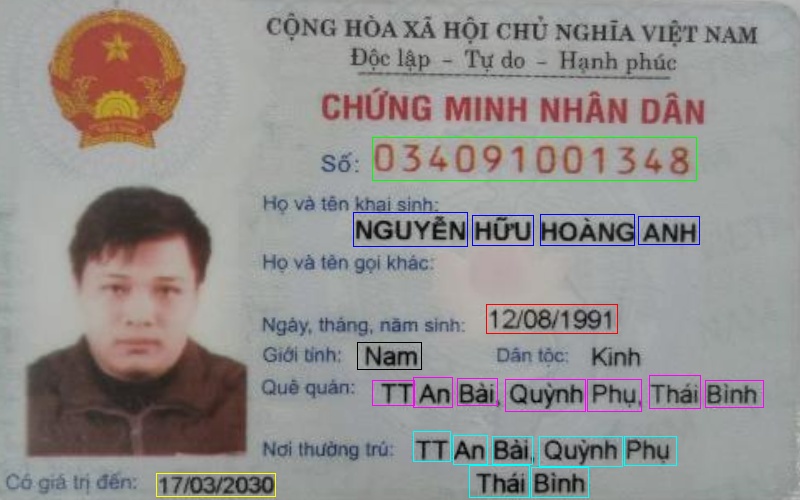 CỘNG HÒA XÃ HỘI CHỦ NGHĨA VIỆT NAM
Độc lập - Tự do - Hạnh phúc
CHỨNG MINH NHÂN DÂN
Số: 034091001348
Họ và tên khai sinh:
NGUYỄN HỮU HOÀNG ANH
Họ và tên gọi khác:
Ngày, tháng, năm sinh: 12/08/1991
Giới tính: Nam Dân tộc: Kinh
Quê quán: TT An Bài, Quỳnh Phụ, Thái Bình
Nơi thường trú: TT An Bài, Quỳnh Phụ
Thái Bình
Có giá trị đến: 17/03/2030